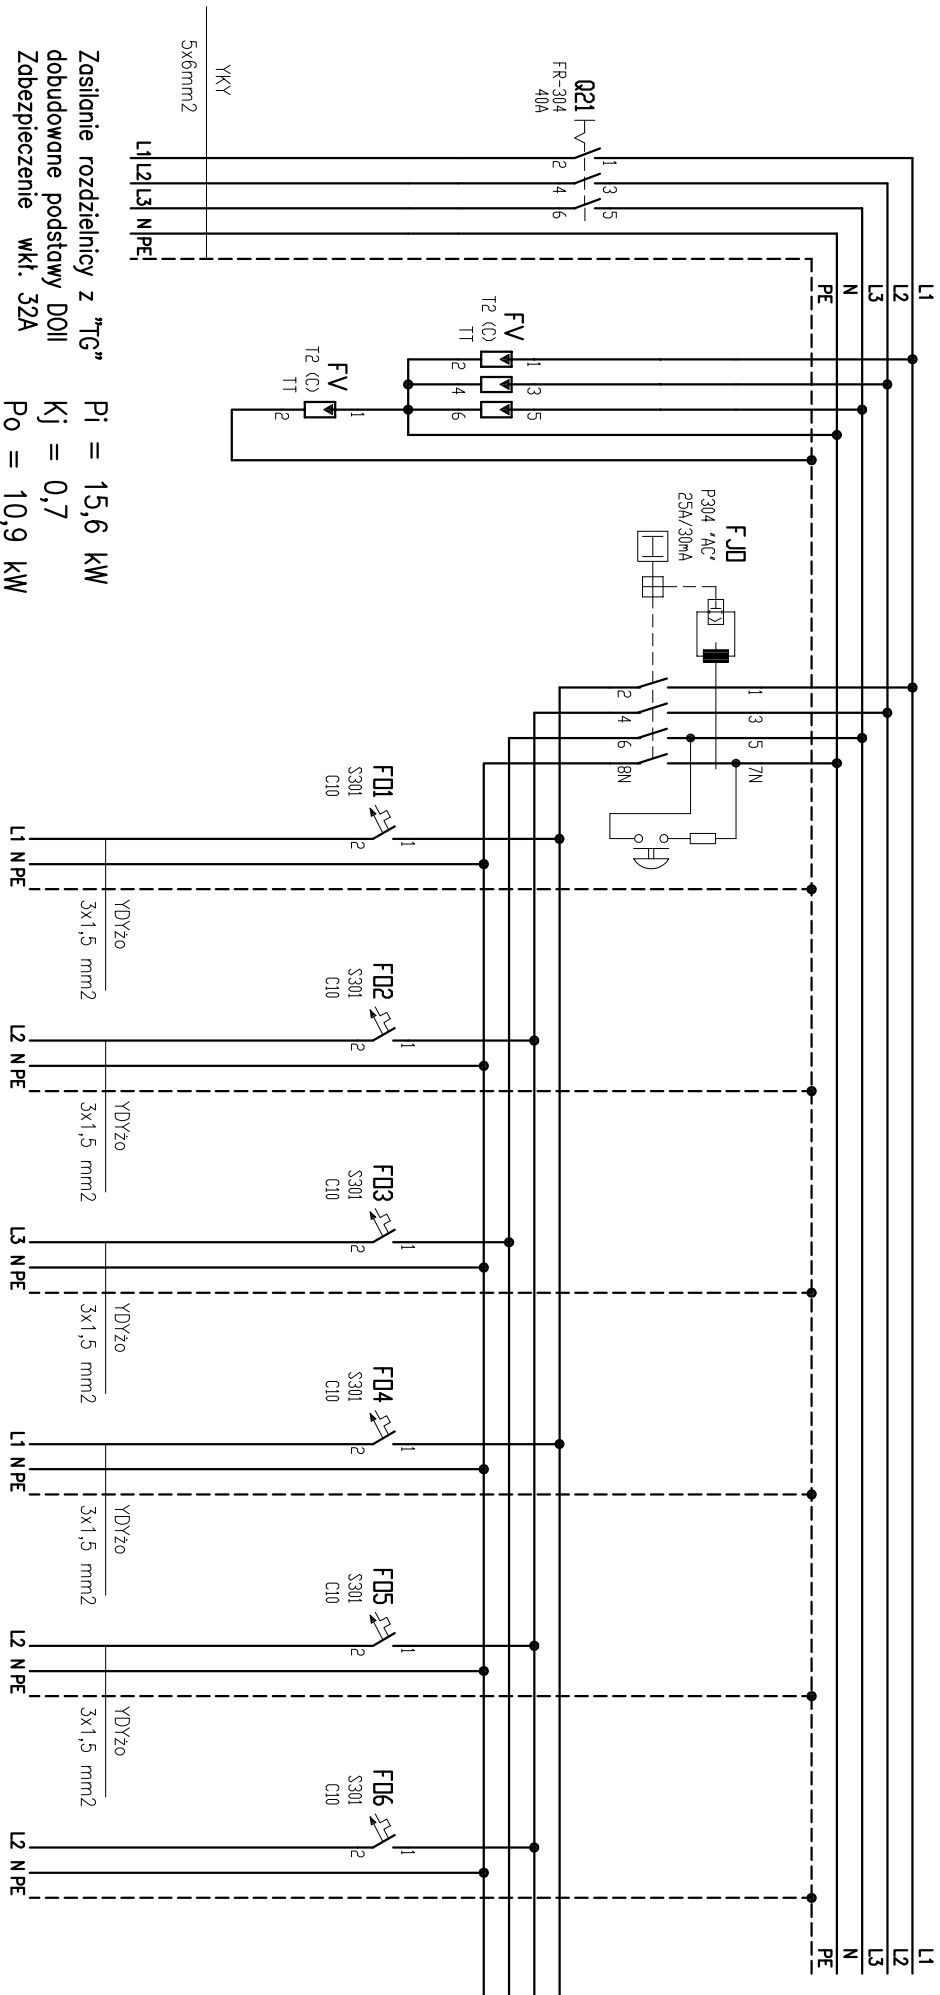 L1
L2
L3
N
PE
L1
L2
L3
N
PE
Q21
FR-304
40A
1
3
5
2
4
6
YKY
5x6mm2
L1 L2 L3 N PE
FV
T2 (C)
TT
1
3
5
2
4
6
FV
T2 (C)
TT
1
2
FJD
P304 "AC"
25A/30mA
1
3
5
7N
2
4
6
8N
FO1
S301
C10
1
2
YDYżo
3x1,5 mm2
L1 N PE
FO2
S301
C10
1
2
YDYżo
3x1,5 mm2
L2 N PE
FO3
S301
C10
1
2
YDYżo
3x1,5 mm2
L3 N PE
FO4
S301
C10
1
2
YDYżo
3x1,5 mm2
L1 N PE
FO5
S301
C10
1
2
YDYżo
3x1,5 mm2
L2 N PE
FO6
S301
C10
1
2
L2 N PE
Zasilanie rozdzielnicy z "TG"
dobudowane podstawy DOII
Zabezpieczenie wkł. 32A
Pi = 15,6 kW
Kj = 0,7
Po = 10,9 kW